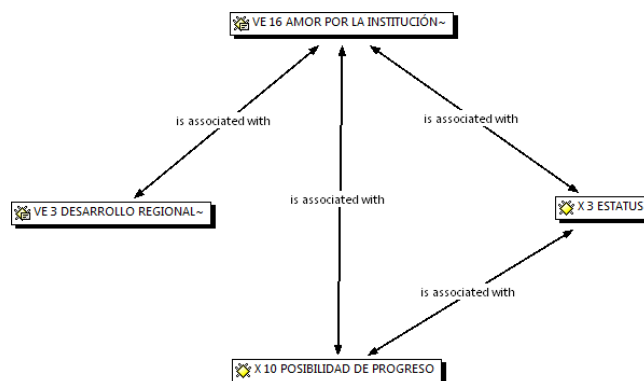 VE 16 AMOR POR LA INSTITUCIÓN~
is associated with
is associated with
is associated with
VE 3 DESARROLLO REGIONAL~
X 3 ESTATUS
is associated with
X 10 POSIBILIDAD DE PROGRESO